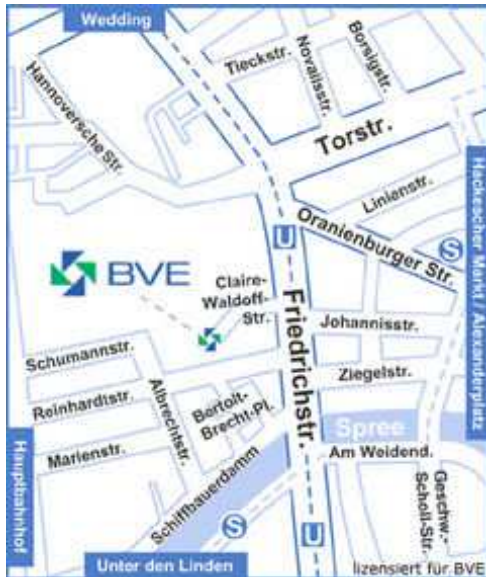 Wedding
Tieckstr.
Novalisstr.
Borsigstr.
Hannoversche Str.
Torstr.
Linienstr.
Oranienburger Str.
Hackescher Markt / Alexanderplatz
U
S
BVE
Claire-
Waldoff-
Str.
Friedrichstr.
Johannisstr.
Schumannstr.
Ziegelstr.
Reinhardtstr.
Albrechtstr.
Bertolt-
Brecht-Pl.
Spree
Marienstr.
Am Weidend.
Hauptbahnhof
Schiffbauerdamm
Geschw.-
Scholl-Str.
S
U
Unter den Linden
lizensiert für BVE